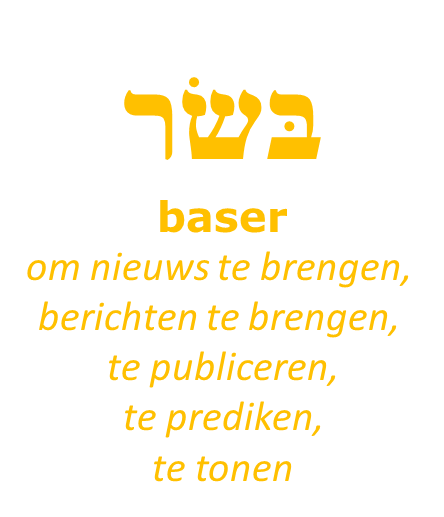 בּשׂר
baser
om nieuws te brengen,
berichten te brengen,
te publiceren,
te prediken,
te tonen